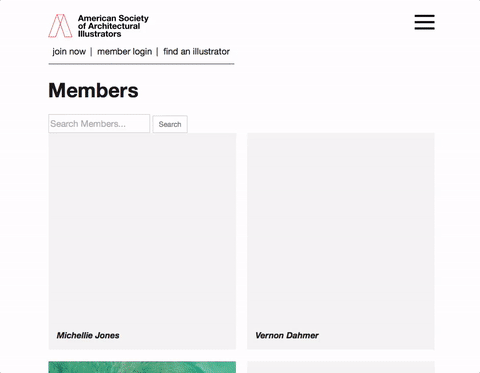 American Society
of Architectural
Illustrators
join now | member login | find an illustrator
Members
Search Members...
Search
Michellie Jones
Vernon Dahmer